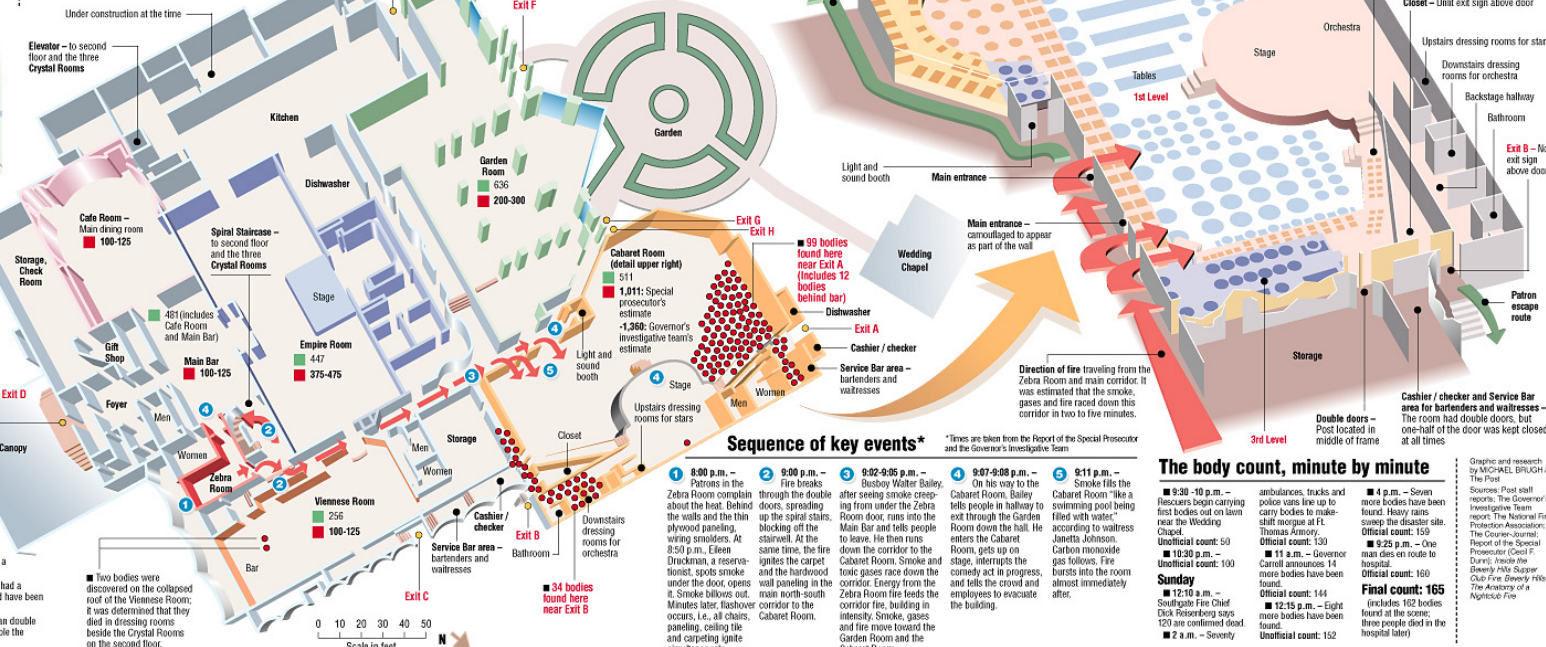 Under construction at the time
Exit F
Elevator – to second
floor and the three
Crystal Rooms
Kitchen
Garden
Dishwasher
Garden
Room
636
200-300
Cafe Room –
Main dining room
100-125
Spiral Staircase –
to second floor
and the three
Crystal Rooms
Storage,
Check
Room
Stage
481(includes
Cafe Room
and Main Bar)
Gift
Shop
Main Bar
100-125
Empire Room
447
375-475
Exit D
Foyer
Men
Women
Canopy
4
2
Zebra
Room
1
2
3
Men
Women
Storage
Viennese Room
256
100-125
Bar
Two bodies were
discovered on the collapsed
roof of the Viennese Room;
it was determined that they
died in dressing rooms
beside the Crystal Rooms
on the second floor.
had a
have been
an double
Exit C
0 10 20 30 40 50
Scale in feet
N
Service Bar area –
bartenders and
waitresses
Cashier /
checker
Exit B
Bathroom
34 bodies
found here
near Exit B
Downstairs
dressing
rooms for
orchestra
Closet
Upstairs dressing
rooms for stars
Exit G
Exit H
Cabaret Room
(detail upper right)
511
1,011: Special
prosecutor's
estimate
-1,360: Governor's
investigative team's
estimate
4
5
Light and
sound
booth
4
Stage
Men
Women
99 bodies
found here
near Exit A
(Includes 12
bodies
behind bar)
Dishwasher
Exit A
Cashier / checker
Service Bar area –
bartenders and
waitresses
Wedding
Chapel
Closet – Unlit exit sign above door
Orchestra
Stage
Upstairs dressing rooms for star
Downstairs dressing
rooms for orchestra
Backstage hallway
Bathroom
Exit B – No
exit sign
above door
Tables
1st Level
Light and
sound booth
Main entrance
Main entrance –
camouflaged to appear
as part of the wall
Patron
escape
route
Storage
Direction of fire traveling from the
Zebra Room and main corridor. It
was estimated that the smoke,
gases and fire raced down this
corridor in two to five minutes.
3rd Level
Double doors –
Post located in
middle of frame
Cashier / checker and Service Bar
area for bartenders and waitresses –
The room had double doors, but
one-half of the door was kept closed
at all times
Sequence of key events*
*Times are taken from the Report of the Special Prosecutor
and the Governor's Investigative Team
1 8:00 p.m. –
Patrons in the
Zebra Room complain
about the heat. Behind
the walls and the thin
plywood paneling,
wiring smolders. At
8:50 p.m., Eileen
Druckman, a reserva-
tionist, spots smoke
under the door, opens
it. Smoke billows out.
Minutes later, flashover
occurs, i.e., all chairs,
paneling, ceiling tile
and carpeting ignite
simultaneously
2 9:00 p.m. –
Fire breaks
through the double
doors, spreading
up the spiral stairs,
blocking off the
stairwell. At the
same time, the fire
ignites the carpet
and the hardwood
wall paneling in the
main north-south
corridor to the
Cabaret Room.
3 9:02-9:05 p.m. –
Busboy Walter Bailey,
after seeing smoke creep-
ing from under the Zebra
Room door, runs into the
Main Bar and tells people
to leave. He then runs
down the corridor to the
Cabaret Room. Smoke and
toxic gases race down the
corridor. Energy from the
Zebra Room fire feeds the
corridor fire, building in
intensity. Smoke, gases
and fire move toward the
Garden Room and the
Cabaret Room.
4 9:07-9:08 p.m. –
On his way to the
Cabaret Room, Bailey
tells people in hallway to
exit through the Garden
Room down the hall. He
enters the Cabaret
Room, gets up on
stage, interrupts the
comedy act in progress,
and tells the crowd and
employees to evacuate
the building.
5 9:11 p.m. –
Smoke fills the
Cabaret Room "like a
swimming pool being
filled with water,"
according to witness
Janetta Johnson.
Carbon monoxide
gas follows. Fire
bursts into the room
almost immediately
after.
The body count, minute by minute
9:30 -10 p.m. –
Rescuers begin carrying
first bodies out on lawn
near the Wedding
Chapel.
Unofficial count: 50
10:30 p.m. –
Unofficial count: 100
Sunday
12:10 a.m. –
Southgate Fire Chief
Dick Reisenberg says
120 are confirmed dead.
2 a.m. – Seventy
ambulances, trucks and
police vans line up to
carry bodies to make-
shift morgue at Ft.
Thomas Armory.
Official count: 130
11 a.m. – Governor
Carroll announces 14
more bodies have been
found.
Official count: 144
12:15 p.m. – Eight
more bodies have been
found.
Unofficial count: 152
4 p.m. – Seven
more bodies have been
found. Heavy rains
sweep the disaster site.
Official count: 159
9:25 p.m. – One
man dies en route to
hospital.
Official count: 160
Final count: 165
(includes 162 bodies
found at the scene;
three people died in the
hospital later)
Graphic and research
by MICHAEL BRUGH /
The Post
Sources: Post staff
reports; The Governor's
Investigative Team
report; The National Fire
Protection Association;
The Courier-Journal;
Report of the Special
Prosecutor (Cecil F.
Dunn); Inside the
Beverly Hills Supper
Club Fire; Beverly Hills:
The Anatomy of a
Nightclub Fire